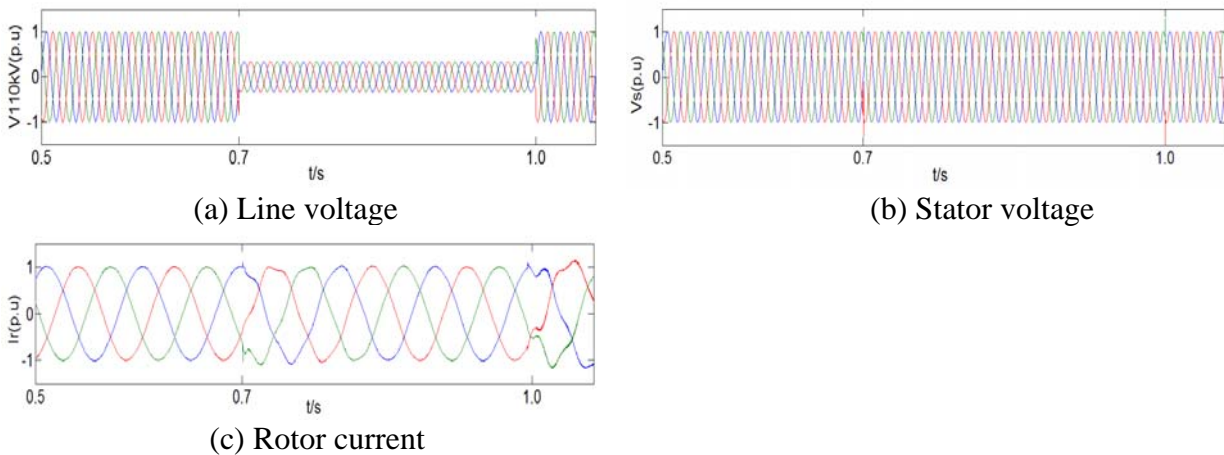 V110kV(p.u)
1
0
-1
0.5
0.7
1.0
t/s
(a) Line voltage
Vs(p.u)
1
0
-1
0.5
0.7
1.0
t/s
(b) Stator voltage
Ir(p.u)
1
0
-1
0.5
0.7
1.0
t/s
(c) Rotor current